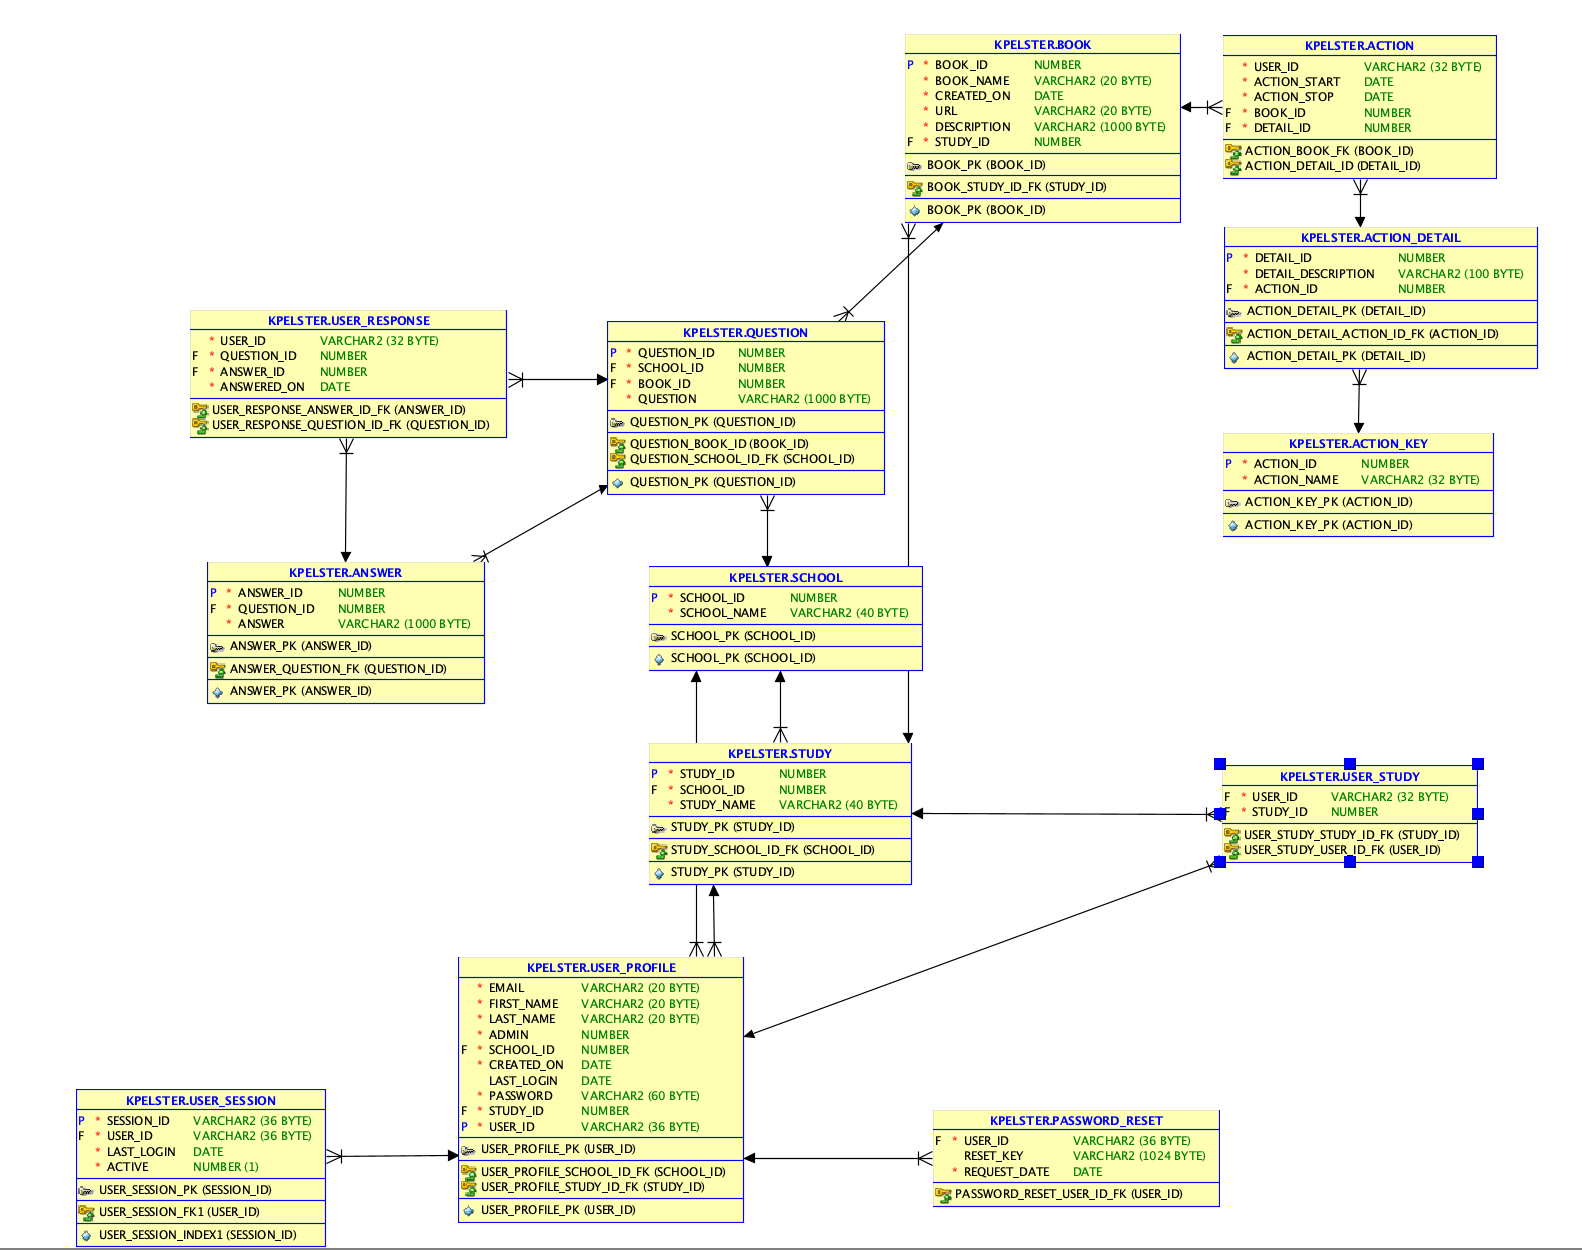 KPELSTER.BOOK
P * BOOK_ID NUMBER
* BOOK_NAME VARCHAR2 (20 BYTE)
* CREATED_ON DATE
* URL VARCHAR2 (20 BYTE)
* DESCRIPTION VARCHAR2 (1000 BYTE)
F * STUDY_ID NUMBER
BOOK_PK (BOOK_ID)
BOOK_STUDY_ID_FK (STUDY_ID)
BOOK_PK (BOOK_ID)
KPELSTER.ACTION
* USER_ID VARCHAR2 (32 BYTE)
* ACTION_START DATE
* ACTION_STOP DATE
F * BOOK_ID NUMBER
F * DETAIL_ID NUMBER
ACTION_BOOK_FK (BOOK_ID)
ACTION_DETAIL_ID (DETAIL_ID)
KPELSTER.ACTION_DETAIL
P * DETAIL_ID NUMBER
* DETAIL_DESCRIPTION VARCHAR2 (100 BYTE)
F * ACTION_ID NUMBER
ACTION_DETAIL_PK (DETAIL_ID)
ACTION_DETAIL_ACTION_ID_FK (ACTION_ID)
ACTION_DETAIL_PK (DETAIL_ID)
KPELSTER.USER_RESPONSE
* USER_ID VARCHAR2 (32 BYTE)
F * QUESTION_ID NUMBER
F * ANSWER_ID NUMBER
* ANSWERED_ON DATE
USER_RESPONSE_ANSWER_ID_FK (ANSWER_ID)
USER_RESPONSE_QUESTION_ID_FK (QUESTION_ID)
KPELSTER.QUESTION
P * QUESTION_ID NUMBER
F * SCHOOL_ID NUMBER
F * BOOK_ID NUMBER
* QUESTION VARCHAR2 (1000 BYTE)
QUESTION_PK (QUESTION_ID)
QUESTION_BOOK_ID (BOOK_ID)
QUESTION_SCHOOL_ID_FK (SCHOOL_ID)
QUESTION_PK (QUESTION_ID)
KPELSTER.ACTION_KEY
P * ACTION_ID NUMBER
* ACTION_NAME VARCHAR2 (32 BYTE)
ACTION_KEY_PK (ACTION_ID)
ACTION_KEY_PK (ACTION_ID)
KPELSTER.ANSWER
P * ANSWER_ID NUMBER
F * QUESTION_ID NUMBER
* ANSWER VARCHAR2 (1000 BYTE)
ANSWER_PK (ANSWER_ID)
ANSWER_QUESTION_FK (QUESTION_ID)
ANSWER_PK (ANSWER_ID)
KPELSTER.SCHOOL
P * SCHOOL_ID NUMBER
* SCHOOL_NAME VARCHAR2 (40 BYTE)
SCHOOL_PK (SCHOOL_ID)
SCHOOL_PK (SCHOOL_ID)
KPELSTER.STUDY
P * STUDY_ID NUMBER
F * SCHOOL_ID NUMBER
* STUDY_NAME VARCHAR2 (40 BYTE)
STUDY_PK (STUDY_ID)
STUDY_SCHOOL_ID_FK (SCHOOL_ID)
STUDY_PK (STUDY_ID)
KPELSTER.USER_STUDY
F * USER_ID VARCHAR2 (32 BYTE)
F * STUDY_ID NUMBER
USER_STUDY_STUDY_ID_FK (STUDY_ID)
USER_STUDY_USER_ID_FK (USER_ID)
KPELSTER.USER_PROFILE
* EMAIL VARCHAR2 (20 BYTE)
* FIRST_NAME VARCHAR2 (20 BYTE)
* LAST_NAME VARCHAR2 (20 BYTE)
* ADMIN NUMBER
F * SCHOOL_ID NUMBER
* CREATED_ON DATE
LAST_LOGIN DATE
* PASSWORD VARCHAR2 (60 BYTE)
F * STUDY_ID NUMBER
P * USER_ID VARCHAR2 (36 BYTE)
USER_PROFILE_PK (USER_ID)
USER_PROFILE_SCHOOL_ID_FK (SCHOOL_ID)
USER_PROFILE_STUDY_ID_FK (STUDY_ID)
USER_PROFILE_PK (USER_ID)
KPELSTER.USER_SESSION
P * SESSION_ID VARCHAR2 (36 BYTE)
F * USER_ID VARCHAR2 (36 BYTE)
* LAST_LOGIN DATE
* ACTIVE NUMBER (1)
USER_SESSION_PK (SESSION_ID)
USER_SESSION_FK1 (USER_ID)
USER_SESSION_INDEX1 (SESSION_ID)
KPELSTER.PASSWORD_RESET
F * USER_ID VARCHAR2 (36 BYTE)
RESET_KEY VARCHAR2 (1024 BYTE)
* REQUEST_DATE DATE
PASSWORD_RESET_USER_ID_FK (USER_ID)